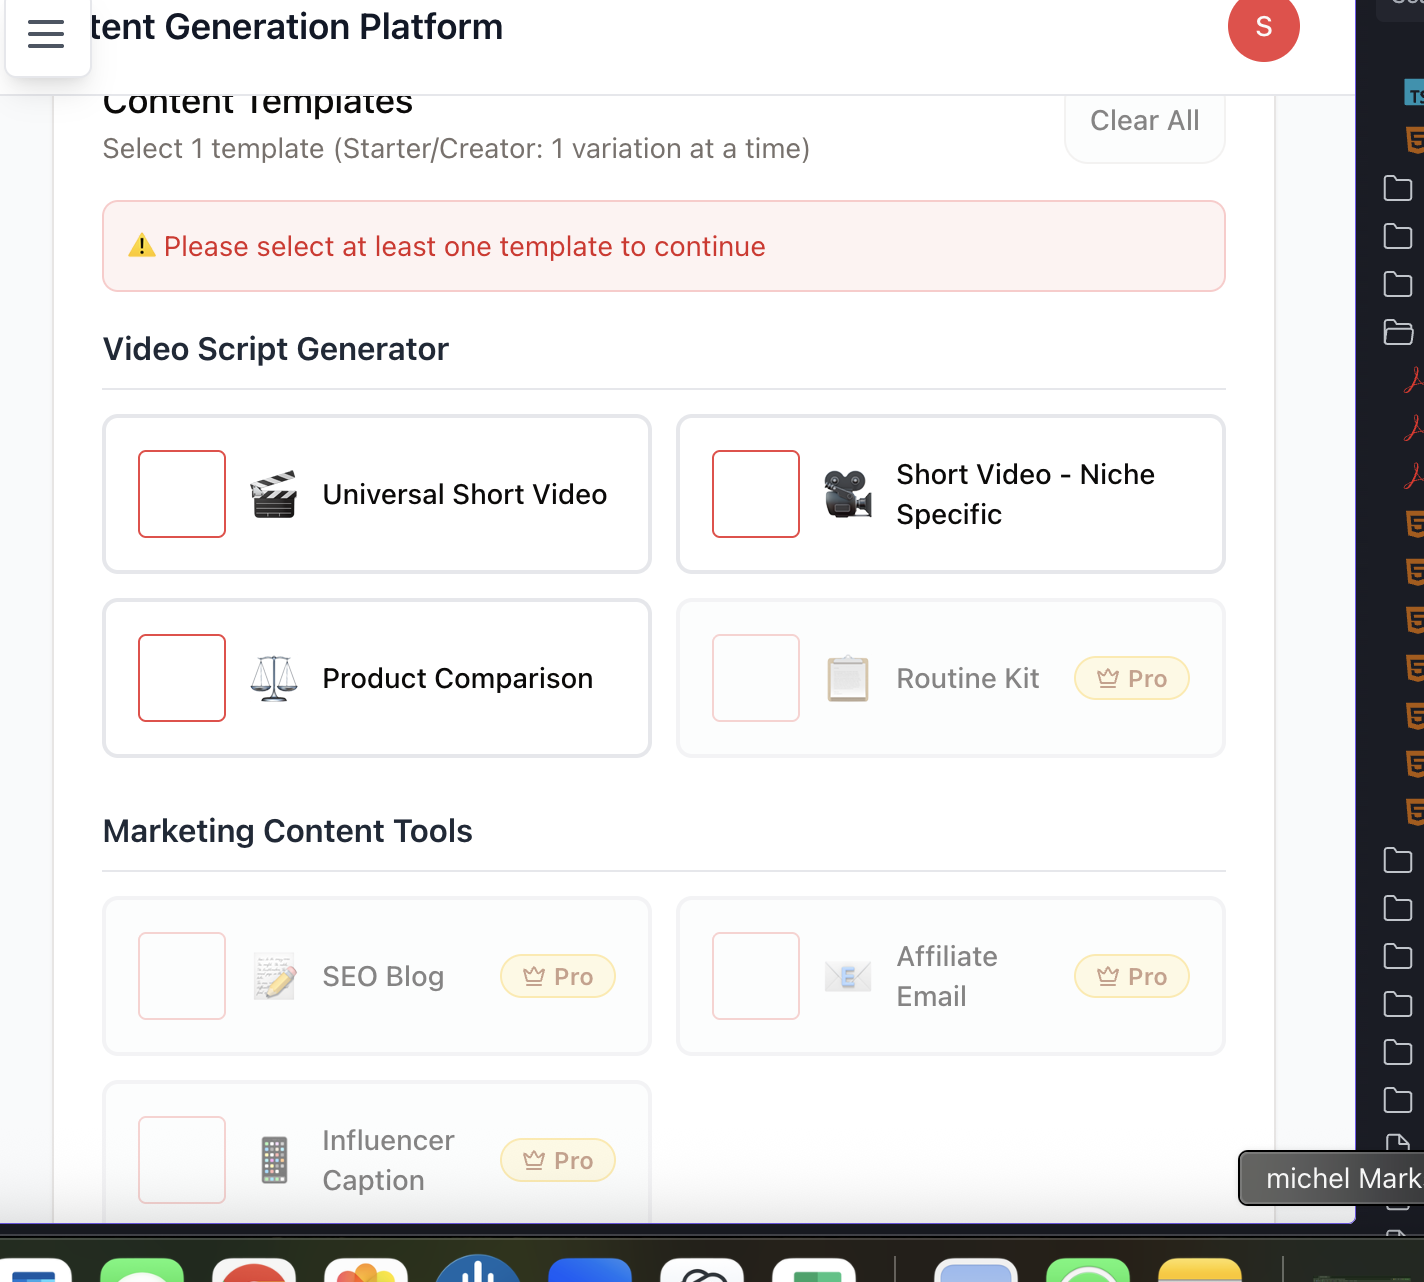 tent Generation Platform
S
Content Templates
Clear All
Select 1 template (Starter/Creator: 1 variation at a time)
Please select at least one template to continue
Video Script Generator
Universal Short Video
Short Video - Niche
Specific
Product Comparison
Routine Kit
Pro
Marketing Content Tools
SEO Blog
Pro
Affiliate
Email
Pro
Influencer
Caption
Pro
michel Mark